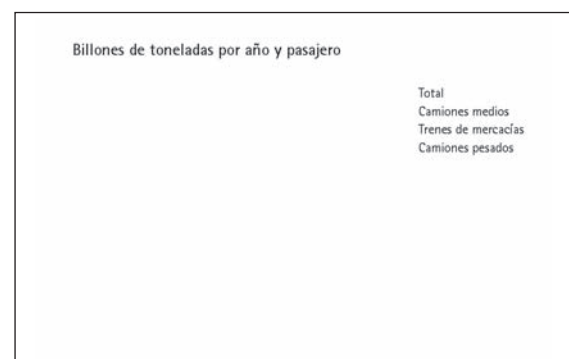 Billones de toneladas por año y pasajero
Total
Camiones medios
Trenes de mercacías
Camiones pesados